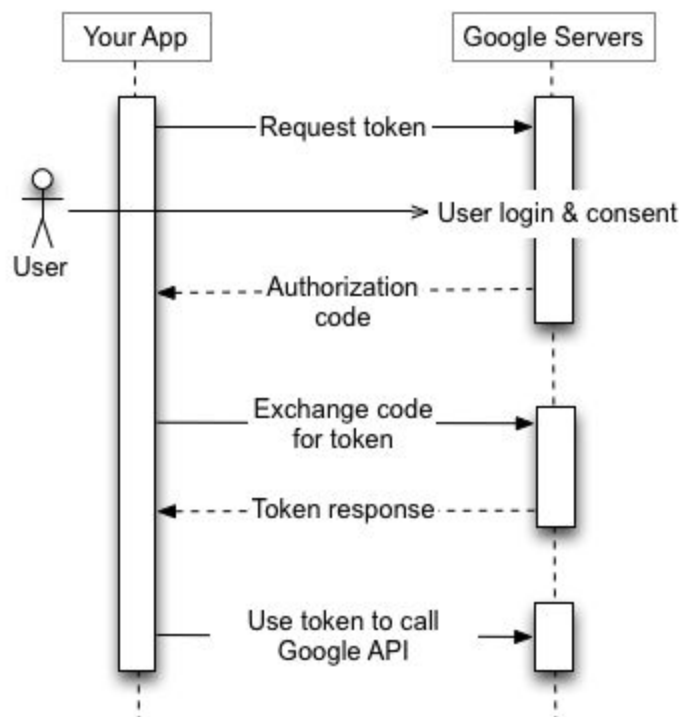 Your App
Google Servers
Request token
User login & consent
User
Authorization
code
Exchange code
for token
Token response
Use token to call
Google API